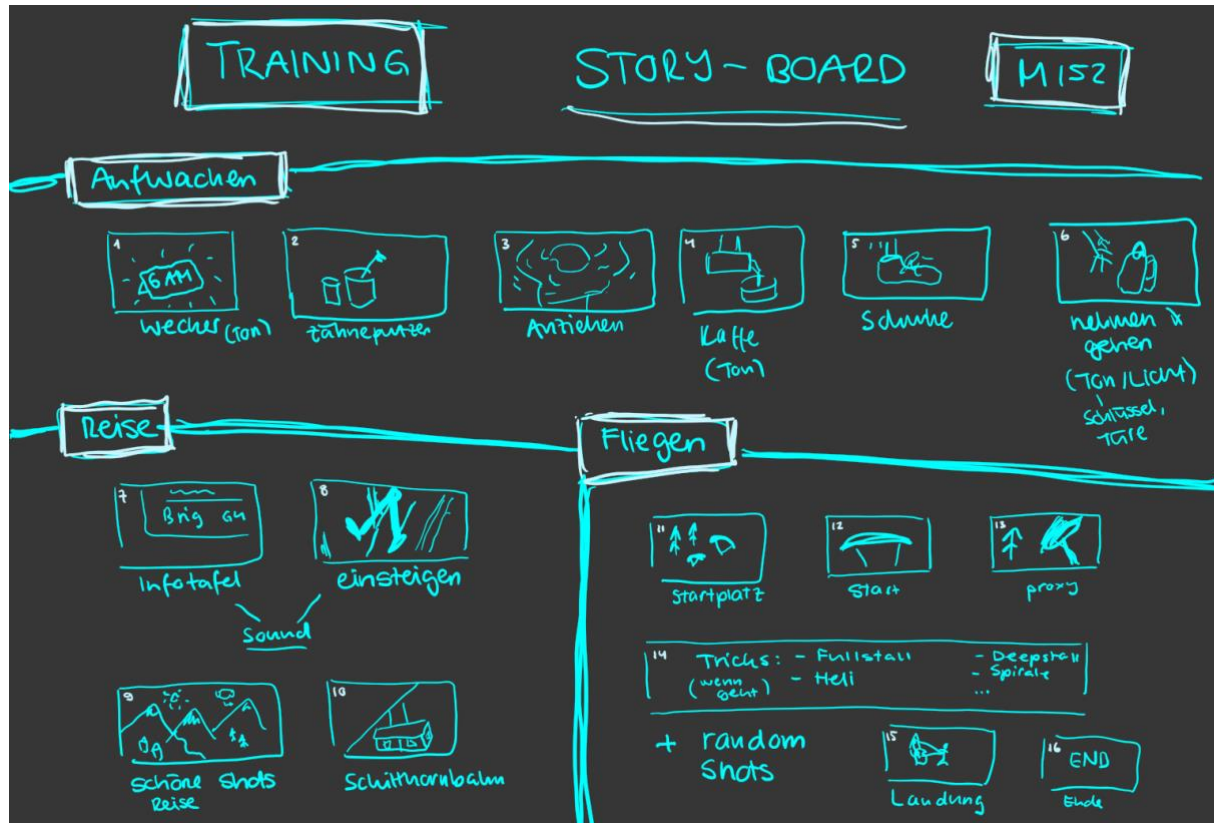 TRAINING
STORY-BOARD
M152
Aufwachen
1
6 AM
Wecker (Ton)
2
Zähneputzen
3
Anziehen
4
Kaffe
(Ton)
5
Schuhe
6
nehmen &
gehen
(Ton/Licht)
Schlüssel,
Türe
Reise
7
Brig
Infotafel
8
einsteigen
Sound
9
schöne shots
Reise
10
Schilthornbahn
Fliegen
11
Startplatz
12
Start
13
proxy
14
Tricks: - Fullstall - Deepstall
(wenn geht) - Heli - Spirale
...
+ random
shots
15
Landung
16
END
Ende